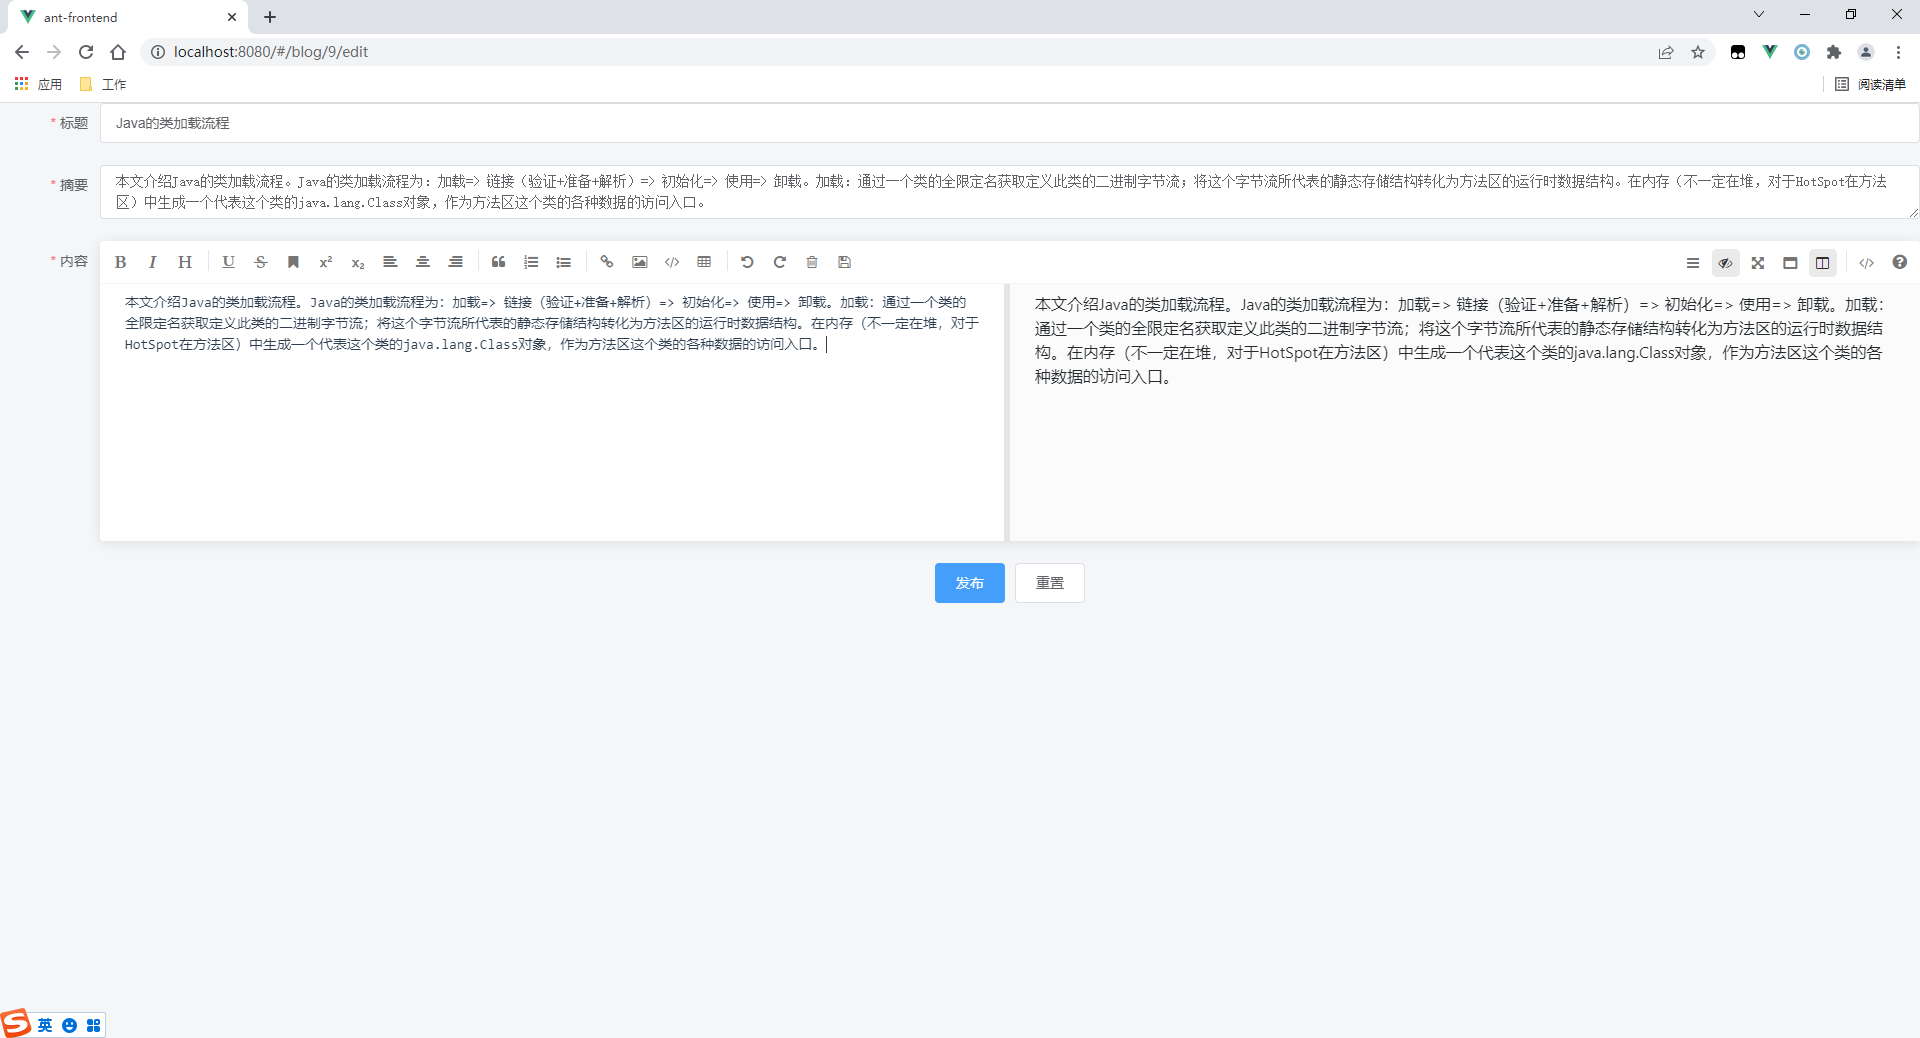 ant-frontend
localhost:8080/#/blog/9/edit
应用 工作 阅读清单
* 标题 Java的类加载流程
* 摘要 本文介绍Java的类加载流程。Java的类加载流程为：加载=> 链接（验证+准备+解析）=> 初始化=> 使用=> 卸载。加载：通过一个类的全限定名获取定义此类的二进制字节流；将这个字节流所代表的静态存储结构转化为方法区的运行时数据结构。在内存（不一定在堆，对于HotSpot在方法
区）中生成一个代表这个类的java.lang.Class对象，作为方法区这个类的各种数据的访问入口。
* 内容
B I H U S x² x₂
本文介绍Java的类加载流程。Java的类加载流程为：加载=> 链接（验证+准备+解析）=> 初始化=> 使用=> 卸载。加载：通过一个类的
全限定名获取定义此类的二进制字节流；将这个字节流所代表的静态存储结构转化为方法区的运行时数据结构。在内存（不一定在堆，对于
HotSpot在方法区）中生成一个代表这个类的java.lang.Class对象，作为方法区这个类的各种数据的访问入口。
本文介绍Java的类加载流程。Java的类加载流程为：加载=> 链接（验证+准备+解析）=> 初始化=> 使用=> 卸载。加载：
通过一个类的全限定名获取定义此类的二进制字节流；将这个字节流所代表的静态存储结构转化为方法区的运行时数据结
构。在内存（不一定在堆，对于HotSpot在方法区）中生成一个代表这个类的java.lang.Class对象，作为方法区这个类的各
种数据的访问入口。
发布 重置
英